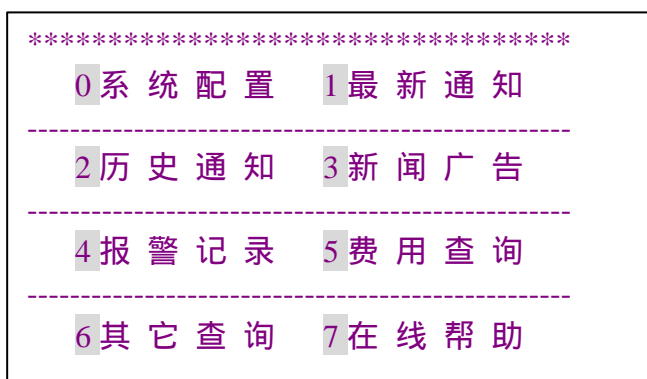 **********************************
0 系 统 配 置 1 最 新 通 知
---------------------------------------------------
2 历 史 通 知 3 新 闻 广 告
---------------------------------------------------
4 报 警 记 录 5 费 用 查 询
---------------------------------------------------
6 其 它 查 询 7 在 线 帮 助